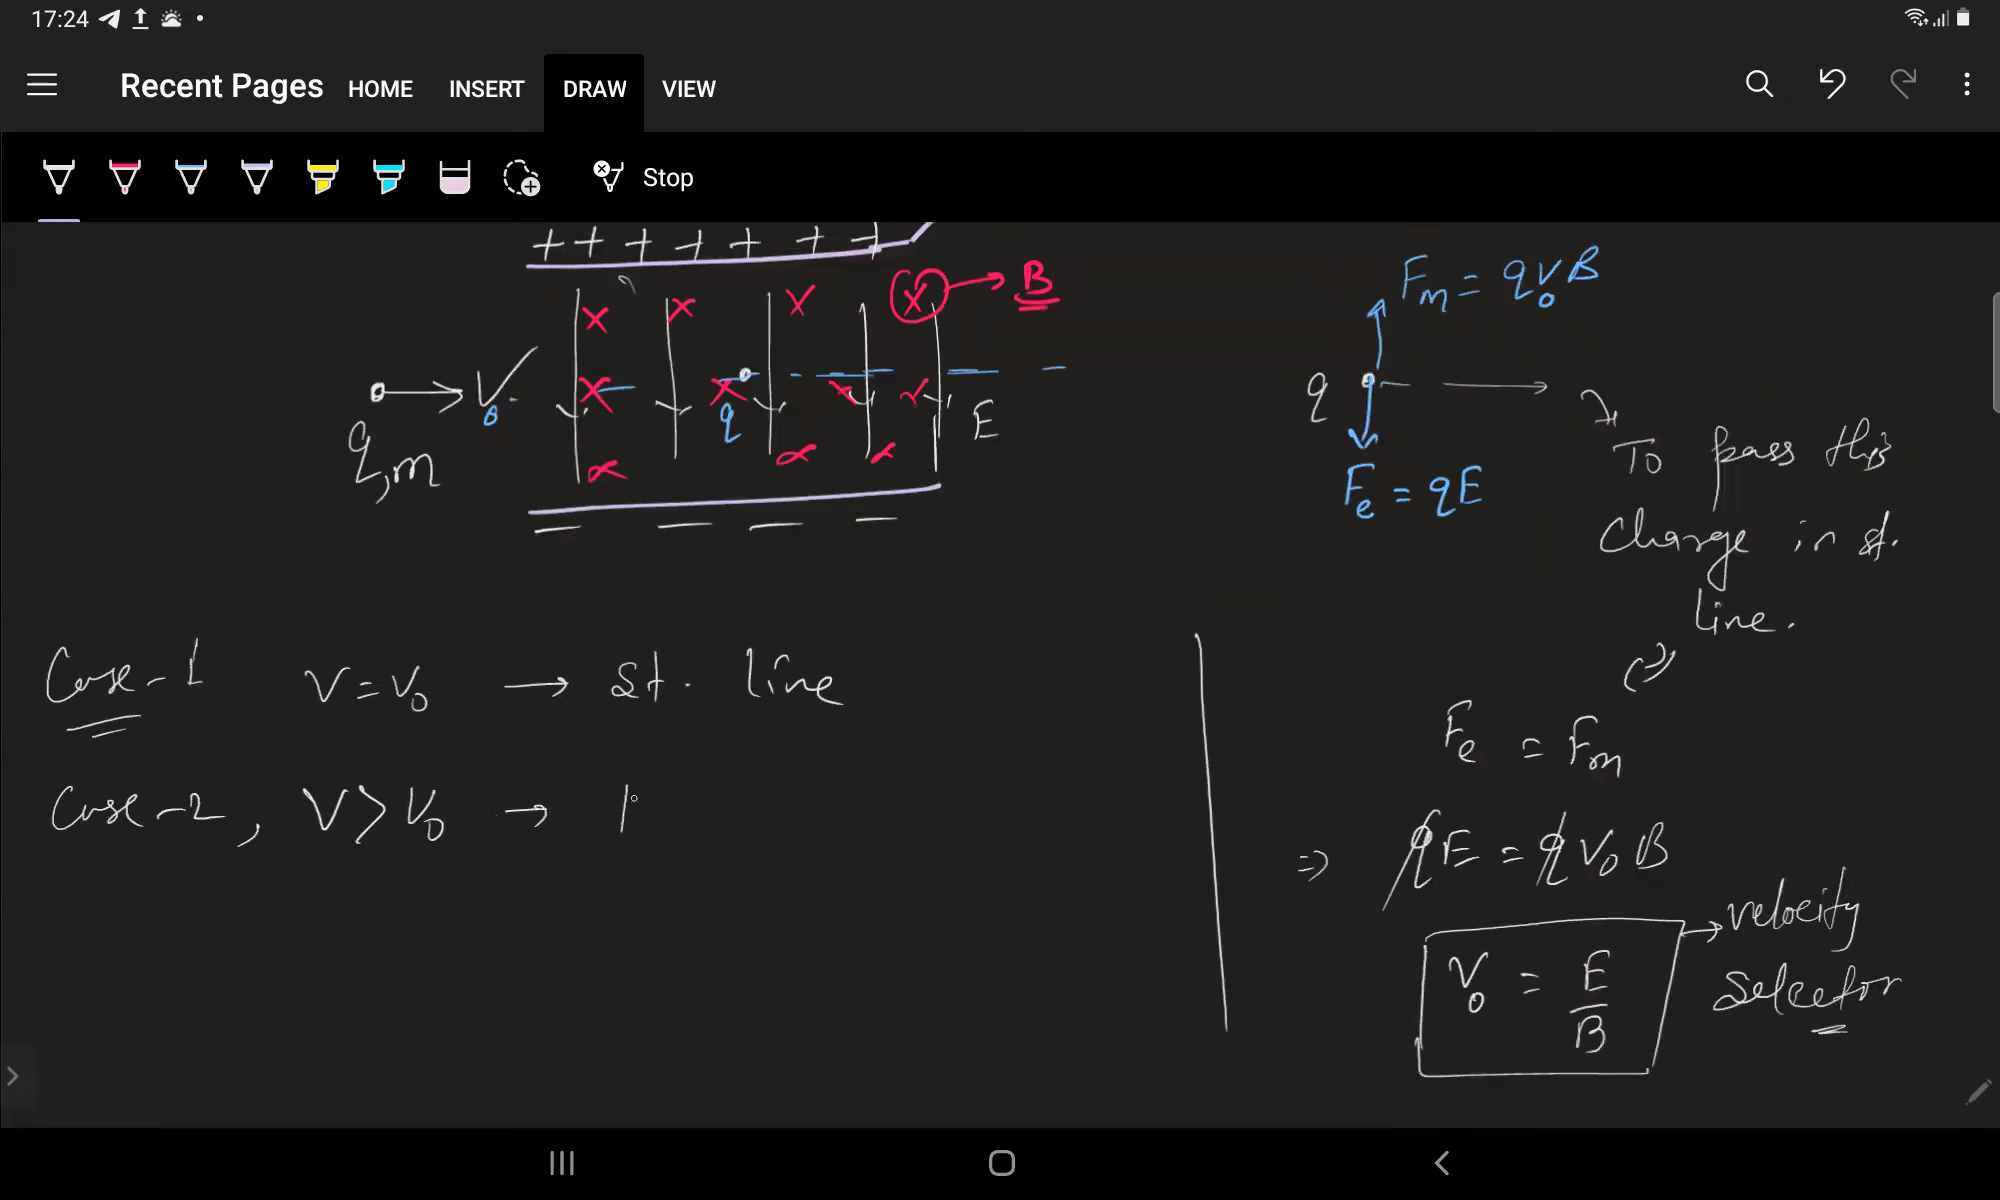 17:24
Recent Pages HOME INSERT DRAW VIEW
Stop
+ + + + + + +
X X X X → B
q,m → V₀
X X q X X E
X X X
− − − −
Fm = qV₀B
q
Fe = qE
To pass this
charge in st.
line.
Case-1 V = V₀ → St. line
Case-2, V > V₀ →
Fe = Fm
⇒ qE = qV₀B
V₀ = E/B → velocity
Selector